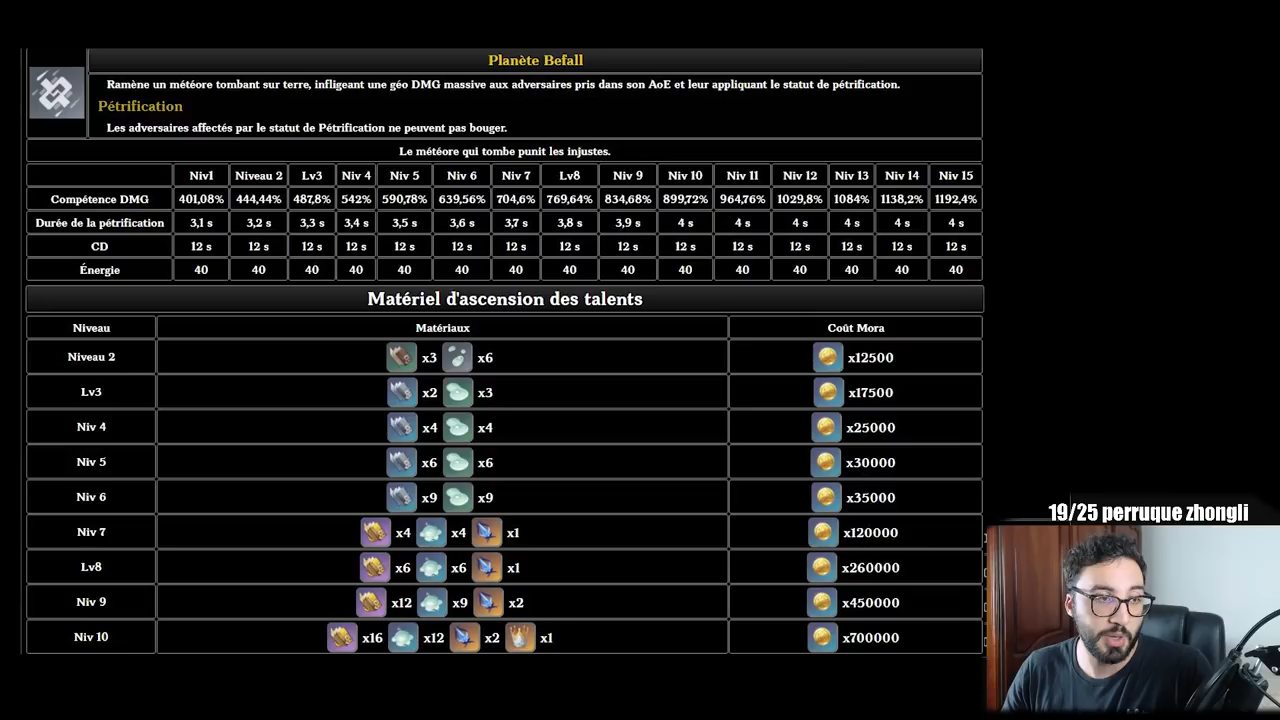 Planète Befall
Ramène un météore tombant sur terre, infligeant une géo DMG massive aux adversaires pris dans son AoE et leur appliquant le statut de pétrification.
Pétrification
Les adversaires affectés par le statut de Pétrification ne peuvent pas bouger.
Le météore qui tombe punit les injustes.
Niv1 Niveau 2 Lv3 Niv 4 Niv 5 Niv 6 Niv 7 Lv8 Niv 9 Niv 10 Niv 11 Niv 12 Niv 13 Niv 14 Niv 15
Compétence DMG 401,08% 444,44% 487,8% 542% 590,78% 639,56% 704,6% 769,64% 834,68% 899,72% 964,76% 1029,8% 1084% 1138,2% 1192,4%
Durée de la pétrification 3,1 s 3,2 s 3,3 s 3,4 s 3,5 s 3,6 s 3,7 s 3,8 s 3,9 s 4 s 4 s 4 s 4 s 4 s 4 s
CD 12 s 12 s 12 s 12 s 12 s 12 s 12 s 12 s 12 s 12 s 12 s 12 s 12 s 12 s 12 s
Énergie 40 40 40 40 40 40 40 40 40 40 40 40 40 40 40
Matériel d'ascension des talents
Niveau Matériaux Coût Mora
Niveau 2 x3 x6 x12500
Lv3 x2 x3 x17500
Niv 4 x4 x4 x25000
Niv 5 x6 x6 x30000
Niv 6 x9 x9 x35000
Niv 7 x4 x4 x1 x120000
Lv8 x6 x6 x1 x260000
Niv 9 x12 x9 x2 x450000
Niv 10 x16 x12 x2 x1 x700000
19/25 perruque zhongli